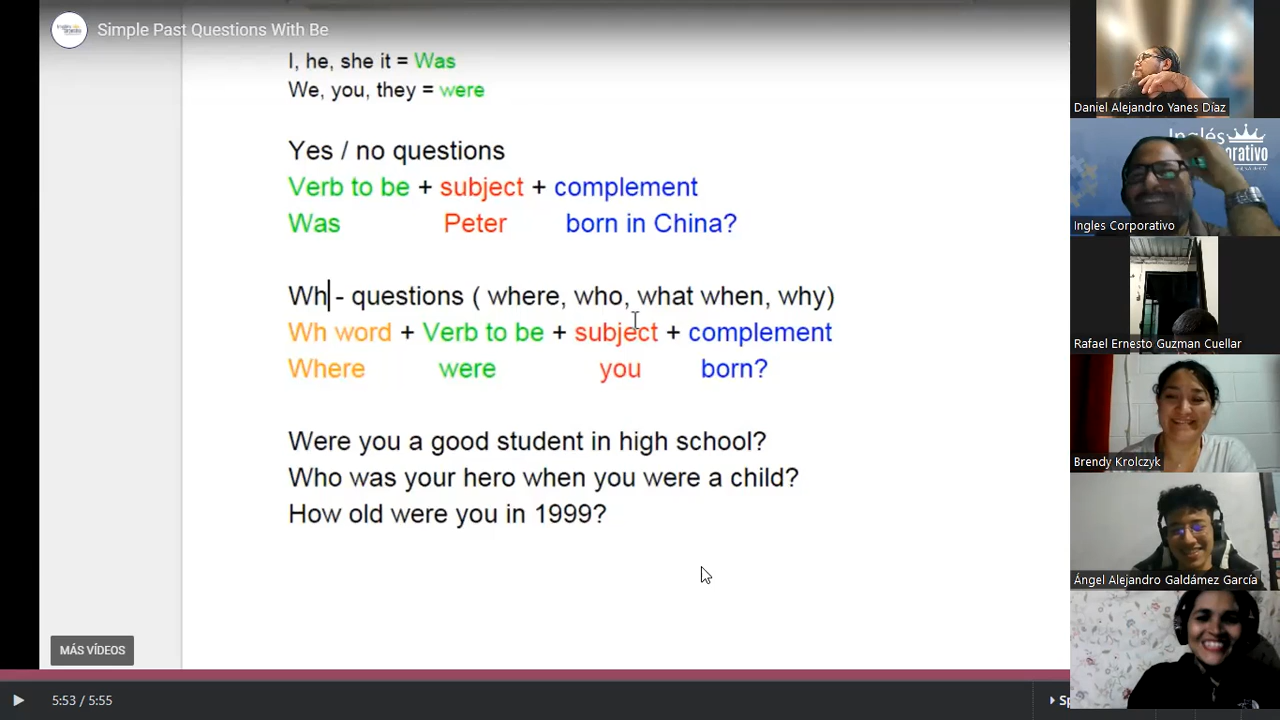 Simple Past Questions With Be
I, he, she it = Was
We, you, they = were
Yes / no questions
Verb to be + subject + complement
Was Peter born in China?
Wh - questions ( where, who, what when, why)
Wh word + Verb to be + subject + complement
Where were you born?
Were you a good student in high school?
Who was your hero when you were a child?
How old were you in 1999?
MÁS VÍDEOS
5:53 / 5:55
Sp
Daniel Alejandro Yanes Díaz
Inglés
Ingles Corporativo
Rafael Ernesto Guzman Cuellar
Brendy Krolczyk
Ángel Alejandro Galdámez García